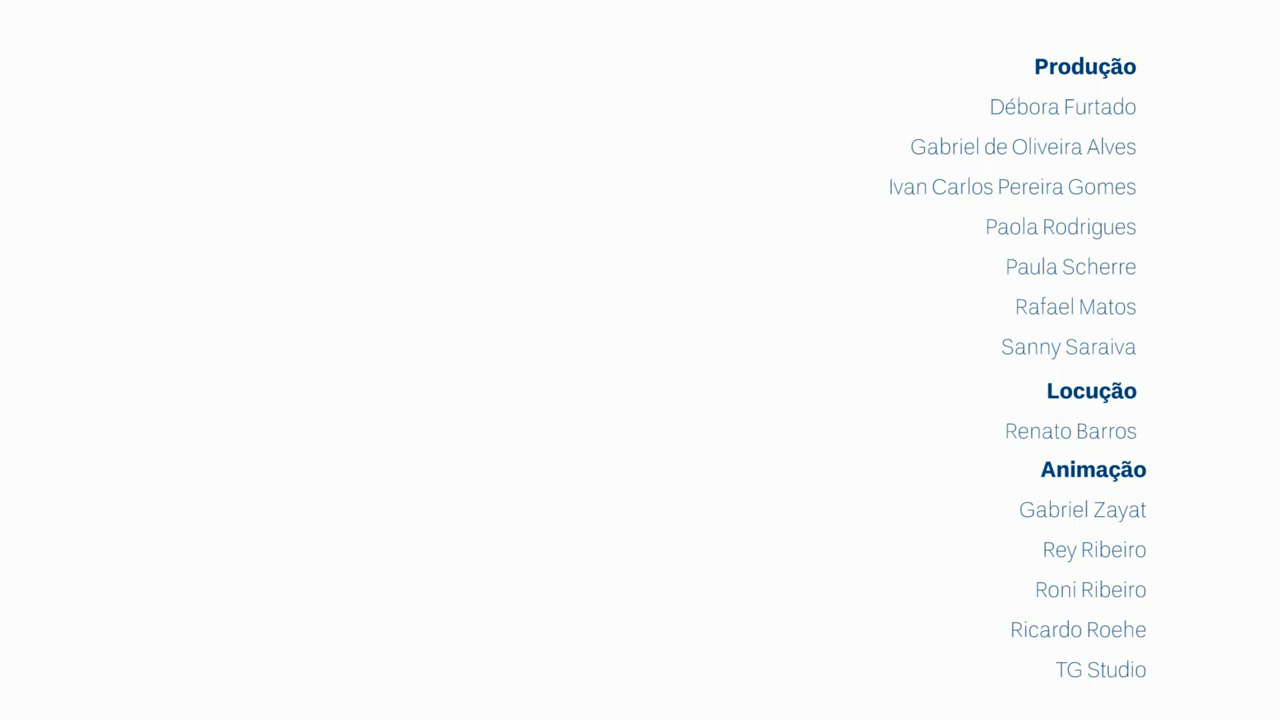 Produção
Débora Furtado
Gabriel de Oliveira Alves
Ivan Carlos Pereira Gomes
Paola Rodrigues
Paula Scherre
Rafael Matos
Sanny Saraiva
Locução
Renato Barros
Animação
Gabriel Zayat
Rey Ribeiro
Roni Ribeiro
Ricardo Roehe
TG Studio